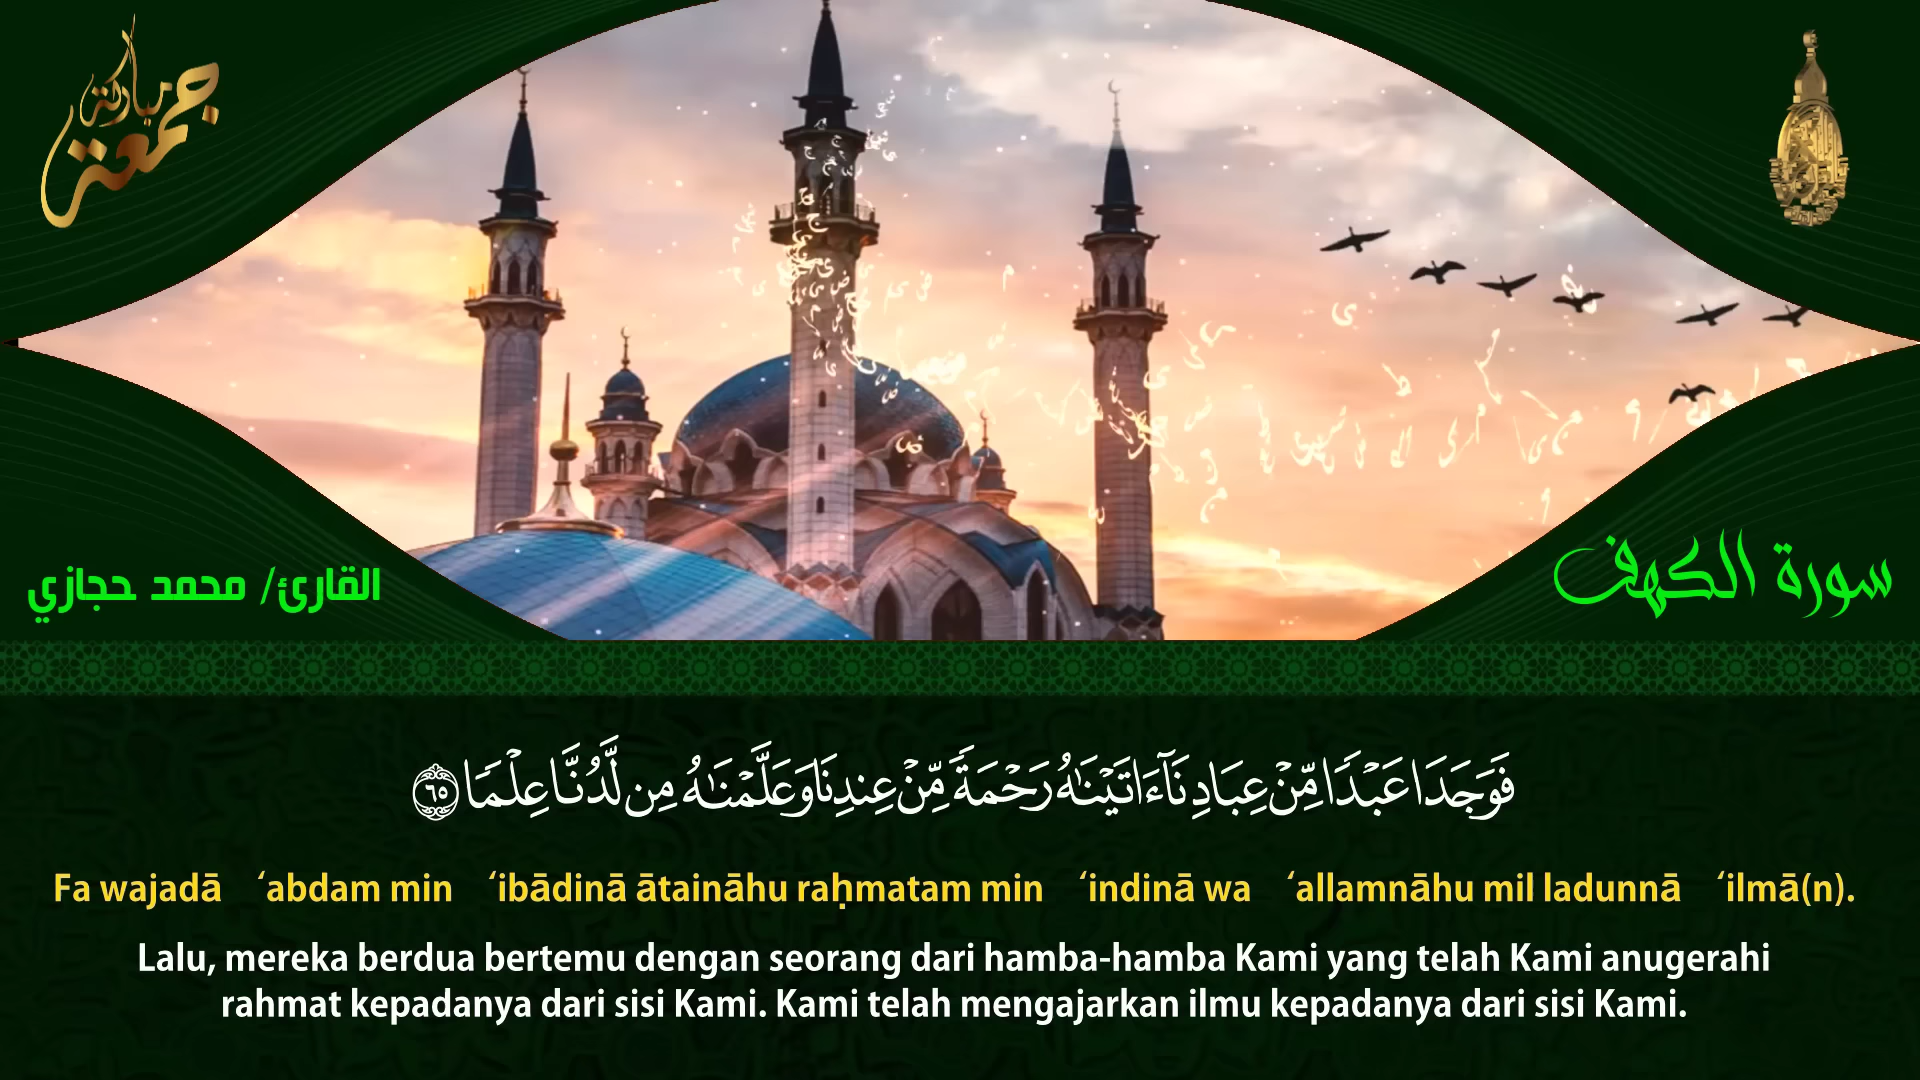 جمعة مباركة
القارئ/ محمد حجازي
سورة الكهف
فَوَجَدَا عَبْدًا مِّنْ عِبَادِنَآ ءَاتَيْنَٰهُ رَحْمَةً مِّنْ عِندِنَا وَعَلَّمْنَٰهُ مِن لَّدُنَّا عِلْمًا ٦٥
Fa wajadā ‘abdam min ‘ibādinā ātaināhu raḥmatam min ‘indinā wa ‘allamnāhu mil ladunnā ‘ilmā(n).
Lalu, mereka berdua bertemu dengan seorang dari hamba-hamba Kami yang telah Kami anugerahi
rahmat kepadanya dari sisi Kami. Kami telah mengajarkan ilmu kepadanya dari sisi Kami.